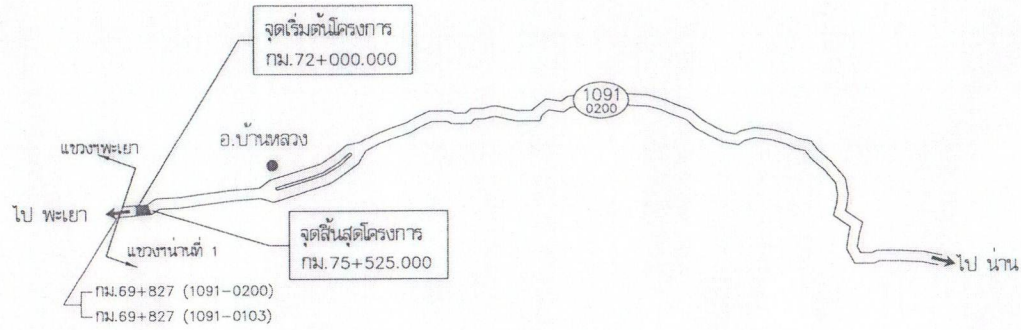 จุดเริ่มต้นโครงการ
กม.72+000.000
1091
0200
อ.บ้านหลวง
แขวงฯพะเยา
ไป พะเยา
จุดสิ้นสุดโครงการ
กม.75+525.000
แขวงฯน่านที่ 1
ไป น่าน
กม.69+827 (1091-0200)
กม.69+827 (1091-0103)